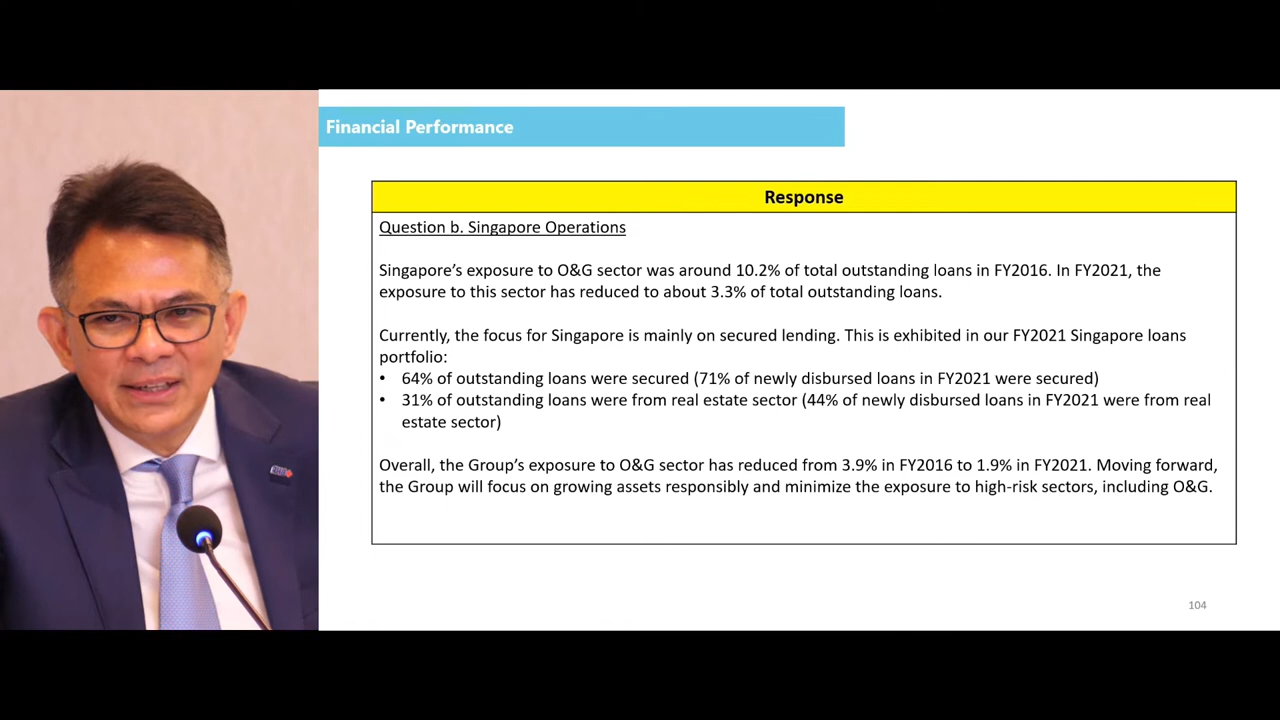 Financial Performance
Response
Question b. Singapore Operations
Singapore’s exposure to O&G sector was around 10.2% of total outstanding loans in FY2016. In FY2021, the
exposure to this sector has reduced to about 3.3% of total outstanding loans.
Currently, the focus for Singapore is mainly on secured lending. This is exhibited in our FY2021 Singapore loans
portfolio:
• 64% of outstanding loans were secured (71% of newly disbursed loans in FY2021 were secured)
• 31% of outstanding loans were from real estate sector (44% of newly disbursed loans in FY2021 were from real
estate sector)
Overall, the Group’s exposure to O&G sector has reduced from 3.9% in FY2016 to 1.9% in FY2021. Moving forward,
the Group will focus on growing assets responsibly and minimize the exposure to high-risk sectors, including O&G.
104